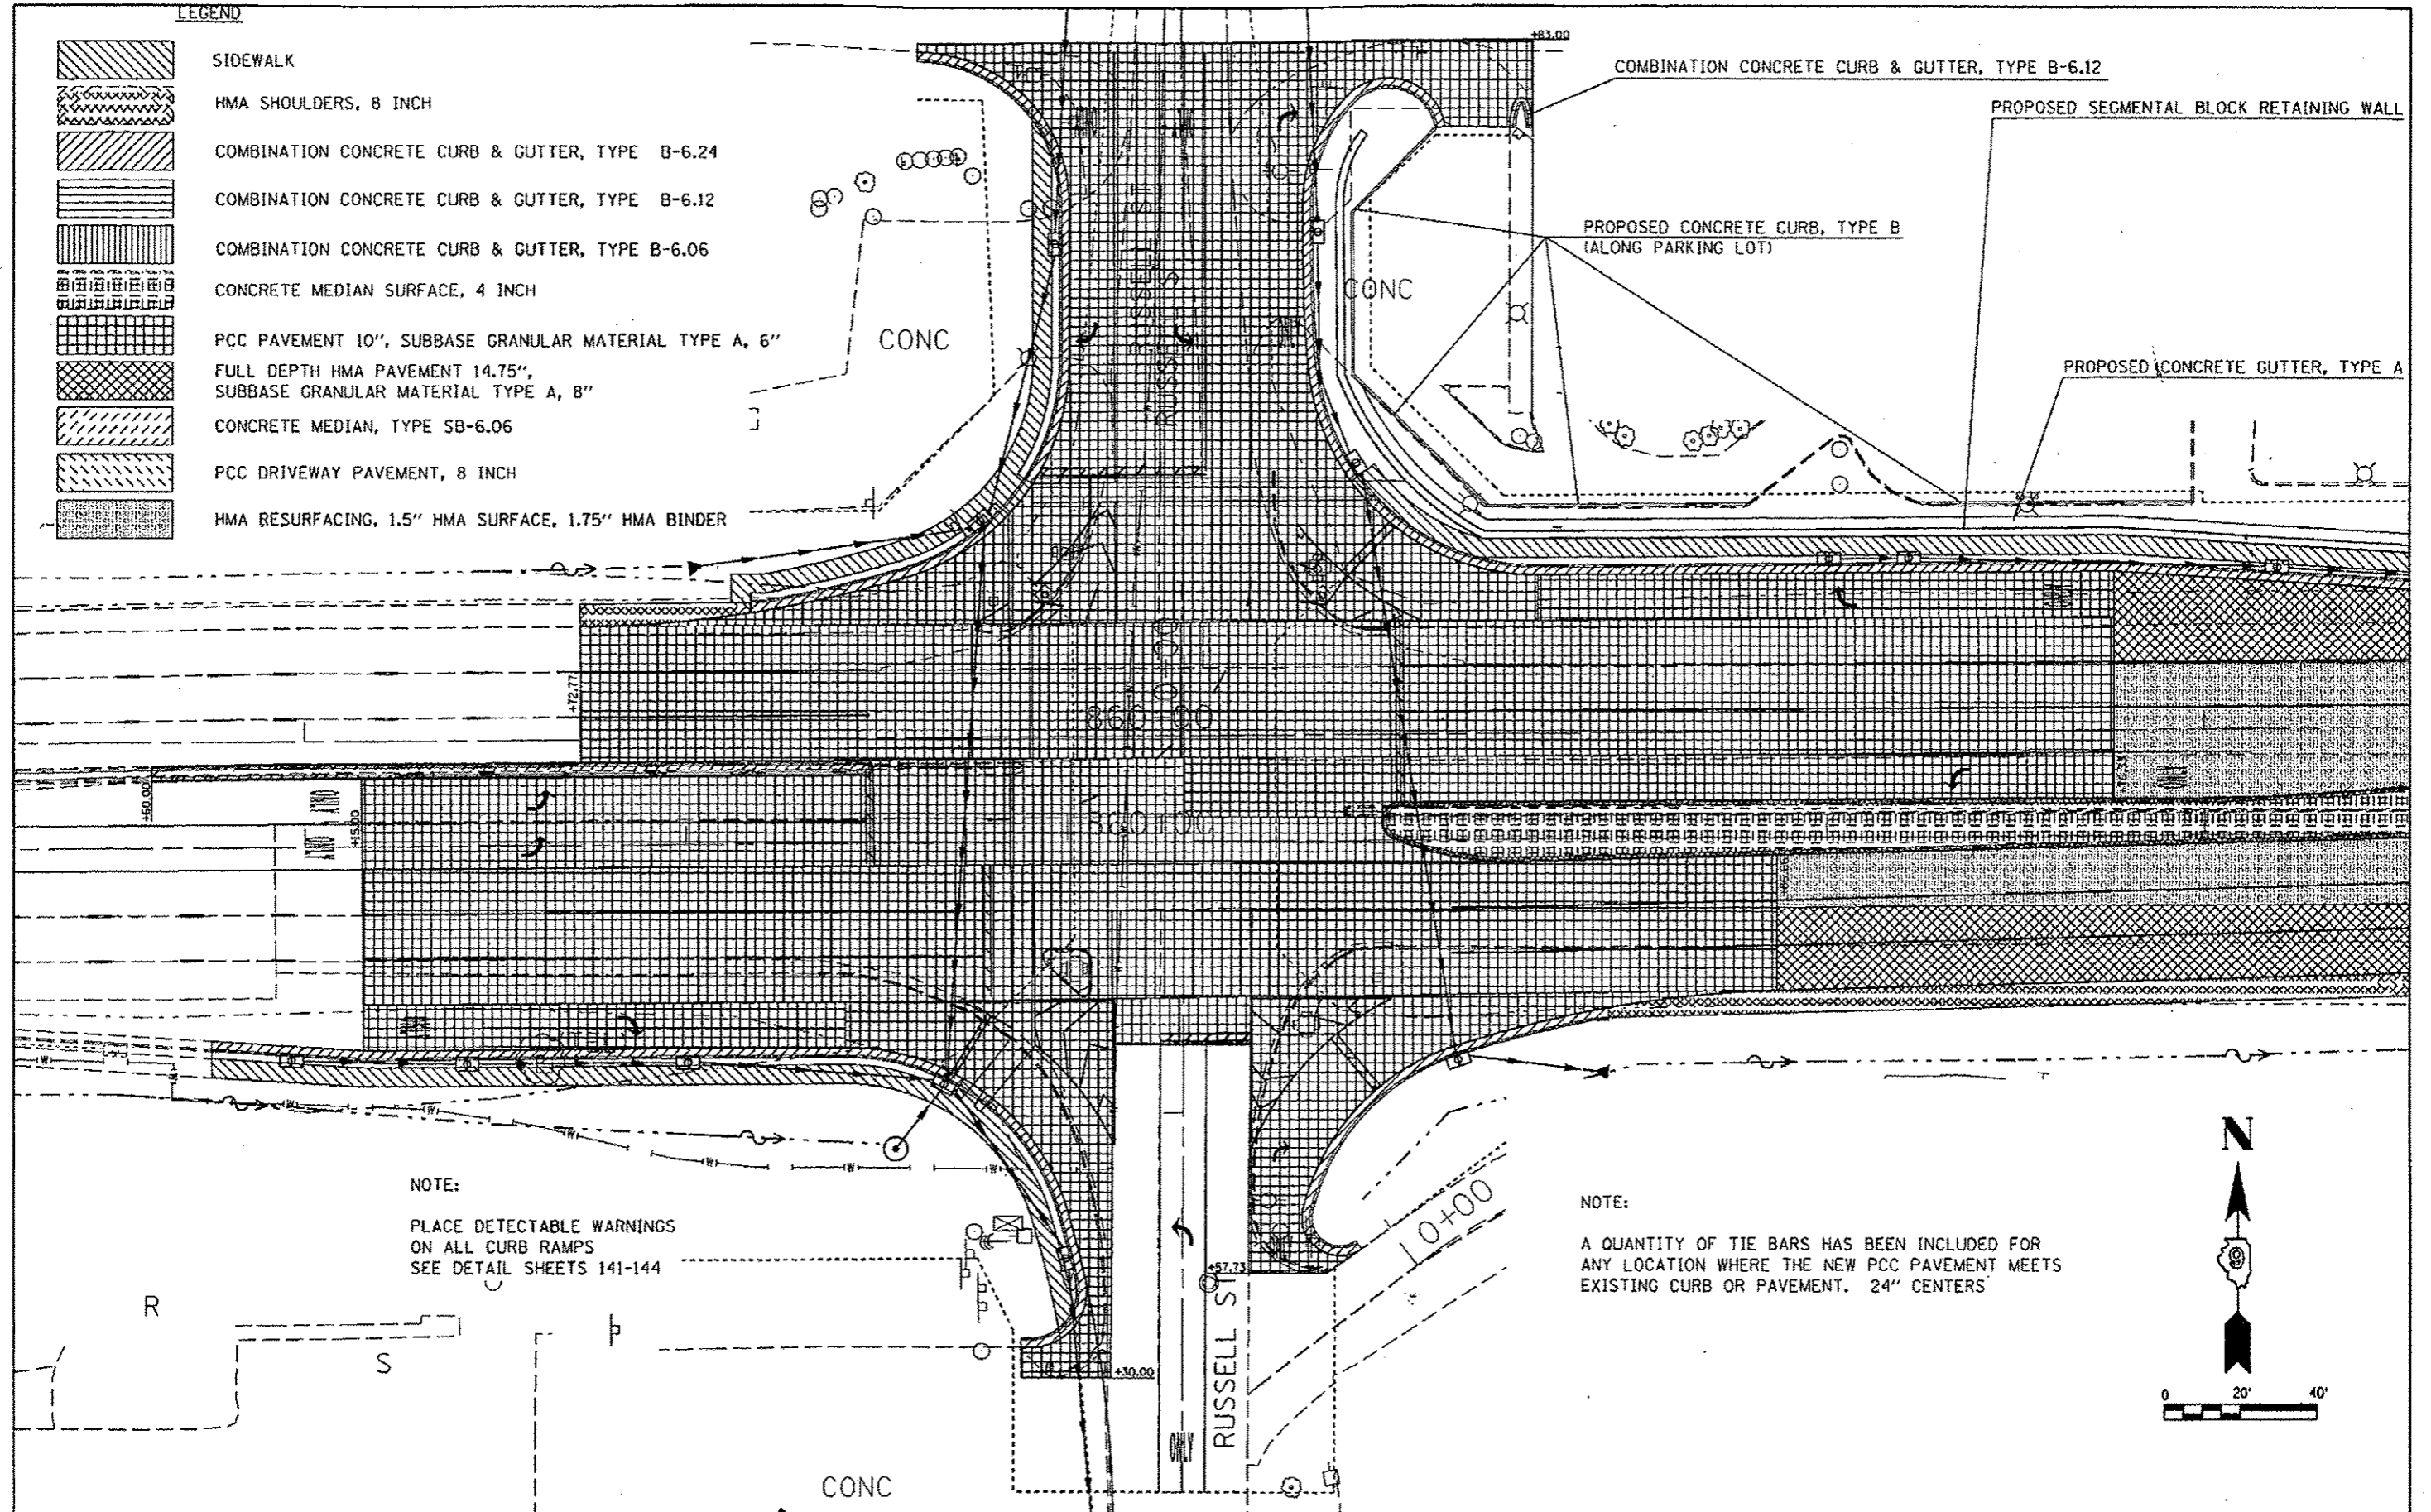 LEGEND
SIDEWALK
HMA SHOULDERS, 8 INCH
COMBINATION CONCRETE CURB & GUTTER, TYPE B-6.24
COMBINATION CONCRETE CURB & GUTTER, TYPE B-6.12
COMBINATION CONCRETE CURB & GUTTER, TYPE B-6.06
CONCRETE MEDIAN SURFACE, 4 INCH
PCC PAVEMENT 10", SUBBASE GRANULAR MATERIAL TYPE A, 6"
FULL DEPTH HMA PAVEMENT 14.75",
SUBBASE GRANULAR MATERIAL TYPE A, 8"
CONCRETE MEDIAN, TYPE SB-6.06
PCC DRIVEWAY PAVEMENT, 8 INCH
HMA RESURFACING, 1.5" HMA SURFACE, 1.75" HMA BINDER
+83.00
COMBINATION CONCRETE CURB & GUTTER, TYPE B-6.12
PROPOSED SEGMENTAL BLOCK RETAINING WALL
PROPOSED CONCRETE CURB, TYPE B
(ALONG PARKING LOT)
PROPOSED CONCRETE GUTTER, TYPE A
CONC
CONC
RUSSELL ST
+72.77
860+00
+60.00
+15.00
ONLY
ONLY
ONLY
NOTE:
PLACE DETECTABLE WARNINGS
ON ALL CURB RAMPS
SEE DETAIL SHEETS 141-144
NOTE:
A QUANTITY OF TIE BARS HAS BEEN INCLUDED FOR
ANY LOCATION WHERE THE NEW PCC PAVEMENT MEETS
EXISTING CURB OR PAVEMENT. 24" CENTERS
10+00
+57.73
+30.00
RUSSELL ST
ONLY
R
S
CONC
N
9
0 20' 40'